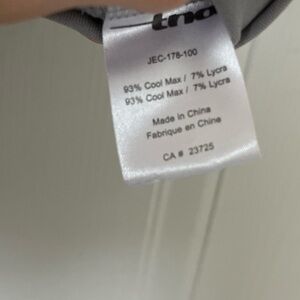 JEC-178-100
93% Cool Max / 7% Lycra
93% Cool Max / 7% Lycra
Made in China
Fabrique en Chine
CA # 23725